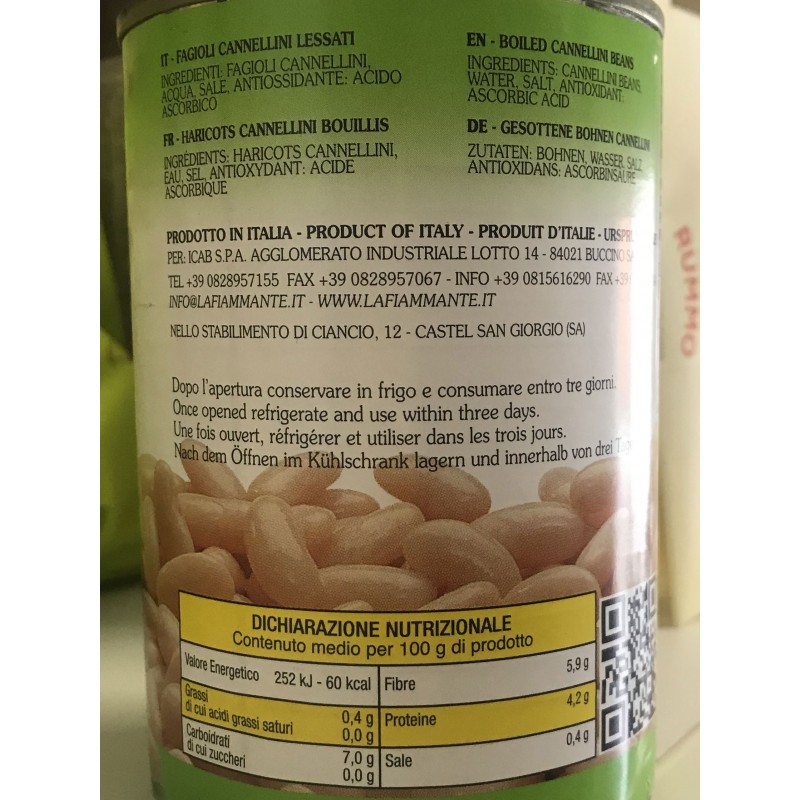 IT - FAGIOLI CANNELLINI LESSATI
INGREDIENTI: FAGIOLI CANNELLINI,
ACQUA, SALE, ANTIOSSIDANTE: ACIDO
ASCORBICO
EN - BOILED CANNELLINI BEANS
INGREDIENTS: CANNELLINI BEANS,
WATER, SALT, ANTIOXIDANT:
ASCORBIC ACID
FR - HARICOTS CANNELLINI BOUILLIS
INGRÉDIENTS: HARICOTS CANNELLINI,
EAU, SEL, ANTIOXYDANT: ACIDE
ASCORBIQUE
DE - GESOTTENE BOHNEN CANNELLINI
ZUTATEN: BOHNEN, WASSER, SALZ
ANTIOXIDANS: ASCORBINSÄURE
PRODOTTO IN ITALIA - PRODUCT OF ITALY - PRODUIT D'ITALIE -
PER: ICAB S.P.A. AGGLOMERATO INDUSTRIALE LOTTO 14 - 84021 BUCCINO
TEL +39 0828957155 FAX +39 0828957067 - INFO +39 0815616290 FAX +39
INFO@LAFIAMMANTE.IT - WWW.LAFIAMMANTE.IT
NELLO STABILIMENTO DI CIANCIO, 12 - CASTEL SAN GIORGIO (SA)
Dopo l'apertura conservare in frigo e consumare entro tre giorni.
Once opened refrigerate and use within three days.
Une fois ouvert, réfrigérer et utiliser dans les trois jours.
Nach dem Öffnen im Kühlschrank lagern und innerhalb von drei
DICHIARAZIONE NUTRIZIONALE
Contenuto medio per 100 g di prodotto
Valore Energetico 252 kJ - 60 kcal
Fibre 5,9 g
Grassi 0,4 g
di cui acidi grassi saturi 0,0 g
Proteine 4,2 g
Carboidrati 7,0 g
di cui zuccheri 0,0 g
Sale 0,4 g
RUMMO